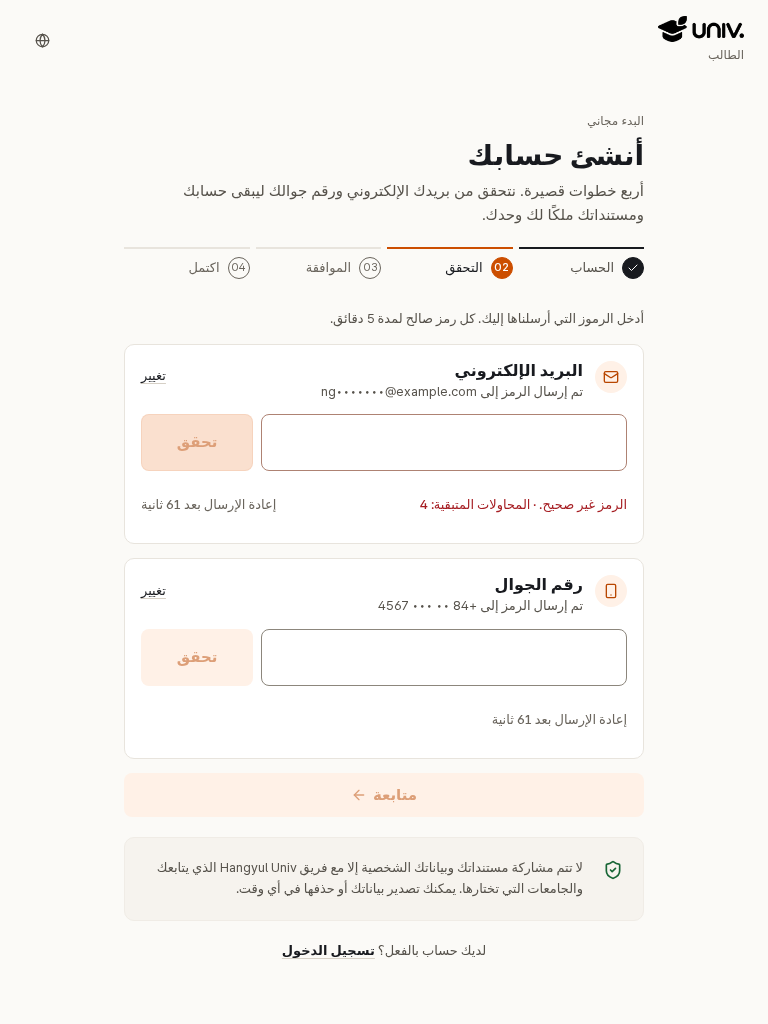 UNIV.
الطالب
البدء مجاني
أنشئ حسابك
أربع خطوات قصيرة. نتحقق من بريدك الإلكتروني ورقم جوالك ليبقى حسابك
ومستنداتك ملكًا لك وحدك.
الحساب
02 التحقق
03 الموافقة
04 اكتمل
أدخل الرموز التي أرسلناها إليك. كل رمز صالح لمدة 5 دقائق.
البريد الإلكتروني
تغيير
تم إرسال الرمز إلى ng•••••••@example.com
تحقق
الرمز غير صحيح. · المحاولات المتبقية: 4
إعادة الإرسال بعد 61 ثانية
رقم الجوال
تغيير
تم إرسال الرمز إلى +84 •• ••• 4567
تحقق
إعادة الإرسال بعد 61 ثانية
متابعة ←
لا تتم مشاركة مستنداتك وبياناتك الشخصية إلا مع فريق Hangyul Univ الذي يتابعك
والجامعات التي تختارها. يمكنك تصدير بياناتك أو حذفها في أي وقت.
لديك حساب بالفعل؟ تسجيل الدخول